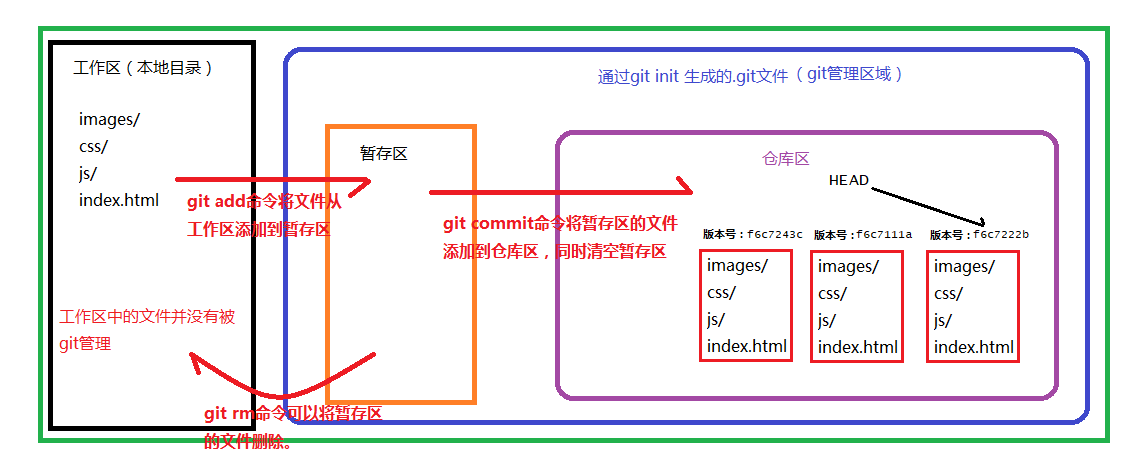 工作区（本地目录）
images/
css/
js/
index.html
工作区中的文件并没有被
git管理
通过git init 生成的.git文件（git管理区域）
暂存区
git add命令将文件从
工作区添加到暂存区
git commit命令将暂存区的文件
添加到仓库区，同时清空暂存区
git rm命令可以将暂存区
的文件删除。
仓库区
HEAD
版本号：f6c7243c
images/
css/
js/
index.html
版本号：f6c7111a
images/
css/
js/
index.html
版本号：f6c7222b
images/
css/
js/
index.html